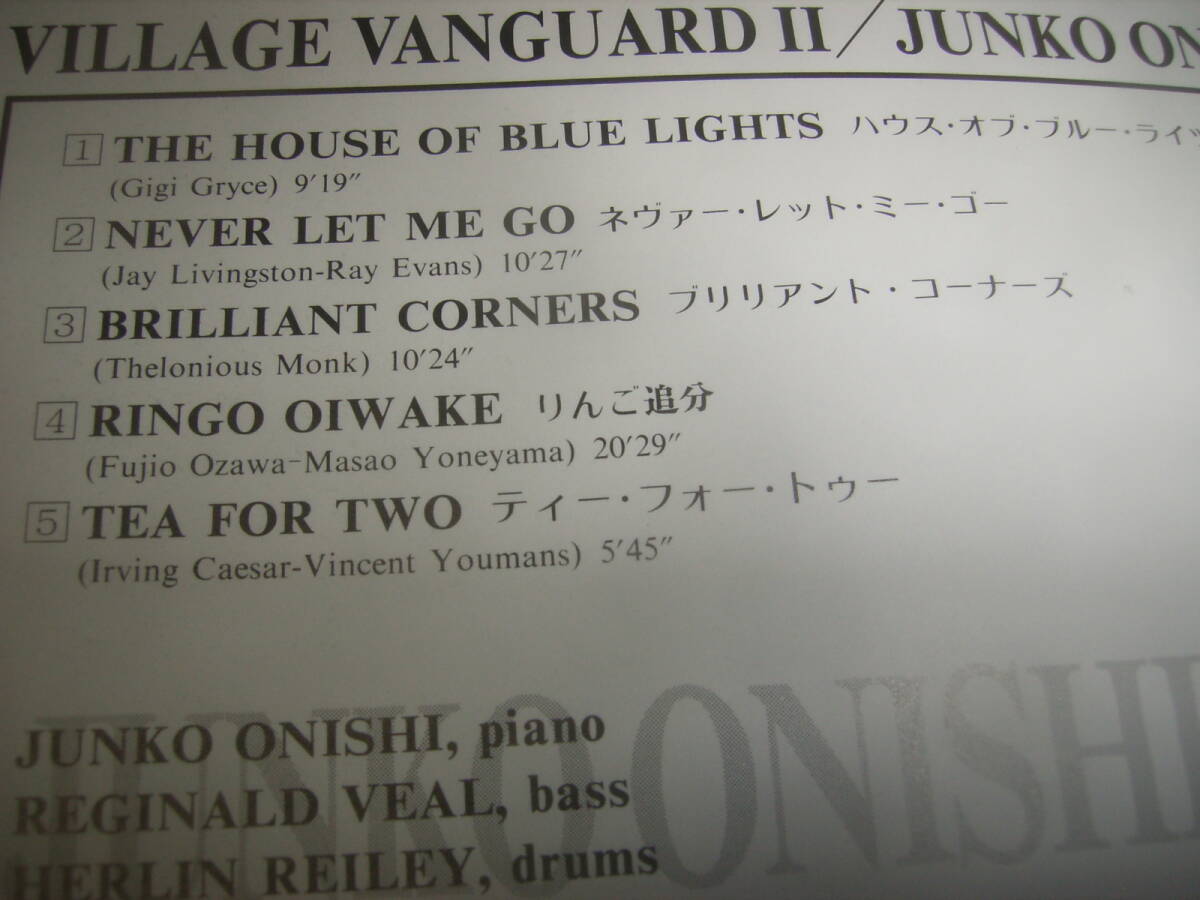 VILLAGE VANGUARD II/JUNKO ON
1 THE HOUSE OF BLUE LIGHTS ハウス・オブ・ブルー・ライツ
(Gigi Gryce) 9′19″
2 NEVER LET ME GO ネヴァー・レット・ミー・ゴー
(Jay Livingston-Ray Evans) 10′27″
3 BRILLIANT CORNERS ブリリアント・コーナーズ
(Thelonious Monk) 10′24″
4 RINGO OIWAKE りんご追分
(Fujio Ozawa-Masao Yoneyama) 20′29″
5 TEA FOR TWO ティー・フォー・トゥー
(Irving Caesar-Vincent Youmans) 5′45″
JUNKO ONISHI
JUNKO ONISHI, piano
REGINALD VEAL, bass
HERLIN REILEY, drums